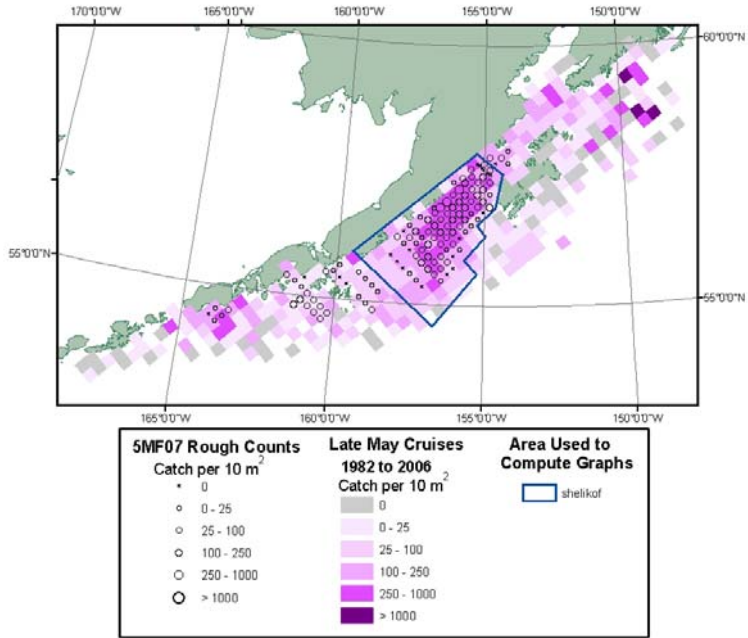 170°0'0"W 165°0'0"W 160°0'0"W 155°0'0"W 150°0'0"W
60°0'0"N
55°0'0"N
55°0'0"N
165°0'0"W 160°0'0"W 155°0'0"W 150°0'0"W
5MF07 Rough Counts
Catch per 10 m²
0
0 - 25
25 - 100
100 - 250
250 - 1000
> 1000
Late May Cruises
1982 to 2006
Catch per 10 m²
0
0 - 25
25 - 100
100 - 250
250 - 1000
> 1000
Area Used to
Compute Graphs
shelikof